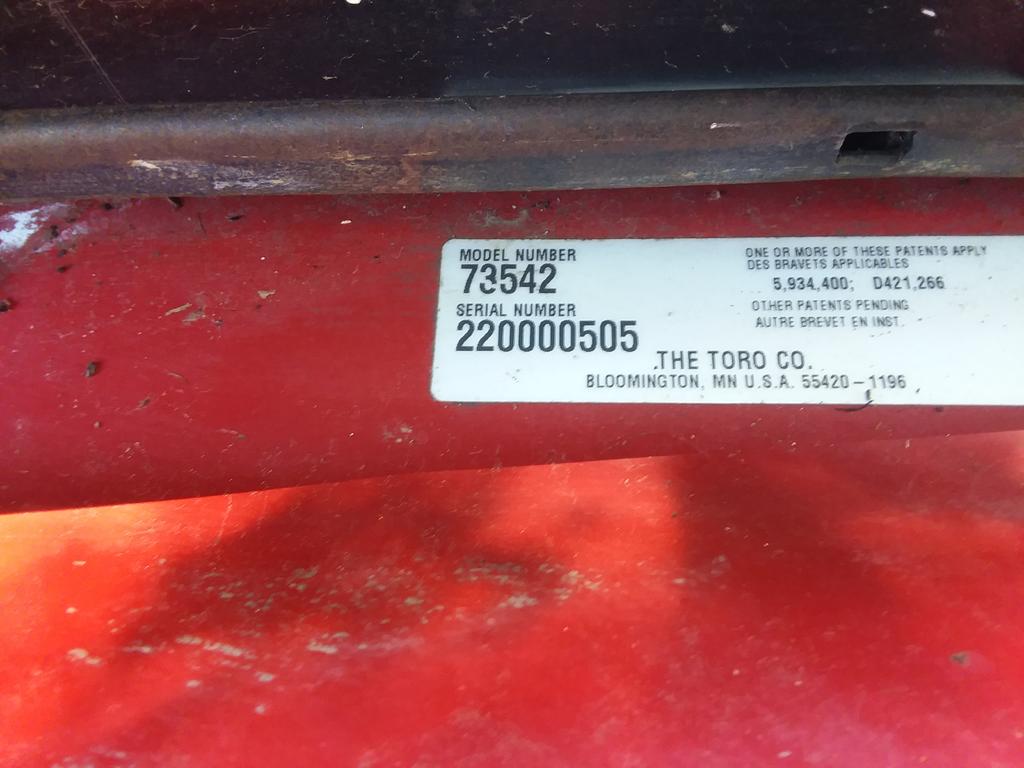 MODEL NUMBER
73542
SERIAL NUMBER
220000505
ONE OR MORE OF THESE PATENTS APPLY
DES BRAVETS APPLICABLES
5,934,400; D421,266
OTHER PATENTS PENDING
AUTRE BREVET EN INST.
THE TORO CO.
BLOOMINGTON, MN U.S.A. 55420-1196